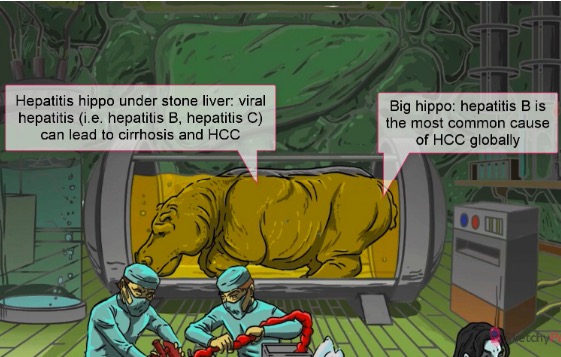 Hepatitis hippo under stone liver: viral
hepatitis (i.e. hepatitis B, hepatitis C)
can lead to cirrhosis and HCC
Big hippo: hepatitis B is
the most common cause
of HCC globally